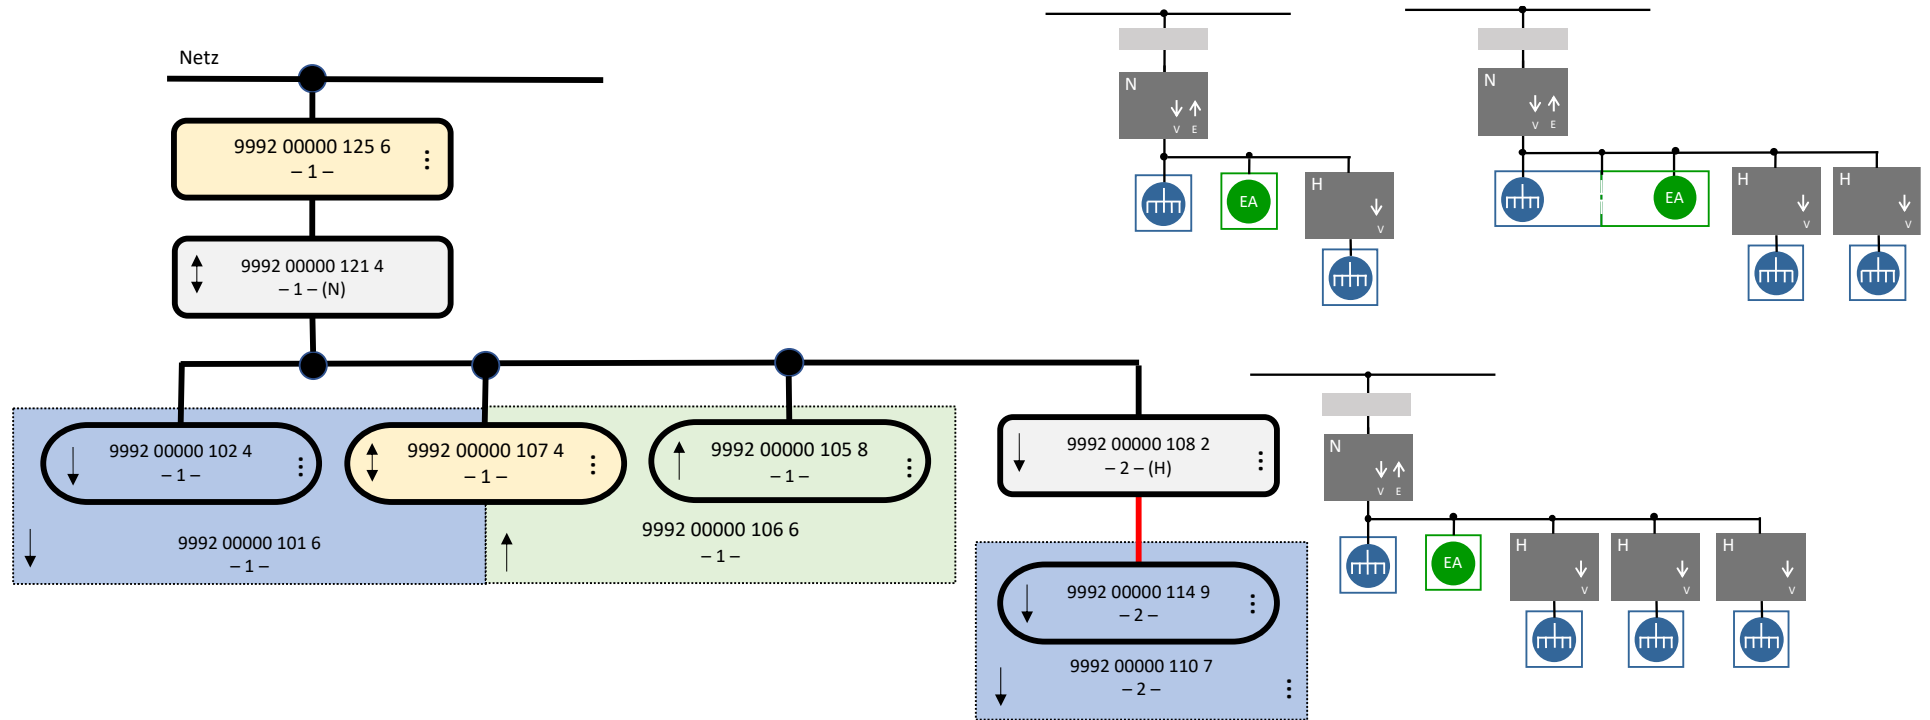 Netz
9992 00000 125 6
– 1 –
9992 00000 121 4
– 1 – (N)
9992 00000 102 4
– 1 –
9992 00000 107 4
– 1 –
9992 00000 105 8
– 1 –
9992 00000 101 6
– 1 –
9992 00000 106 6
– 1 –
9992 00000 108 2
– 2 – (H)
9992 00000 114 9
– 2 –
9992 00000 110 7
– 2 –
N
V E
EA
H
V
N
V E
EA
H
V
H
V
N
V E
EA
H
V
H
V
H
V